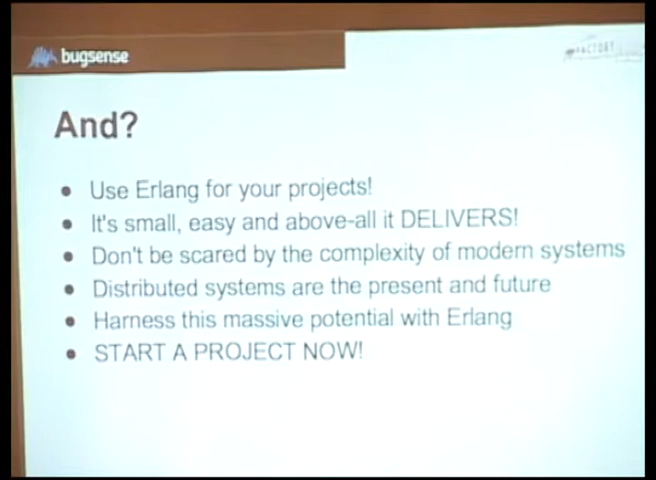 bugsense
FACTORY
And?
• Use Erlang for your projects!
• It's small, easy and above-all it DELIVERS!
• Don't be scared by the complexity of modern systems
• Distributed systems are the present and future
• Harness this massive potential with Erlang
• START A PROJECT NOW!